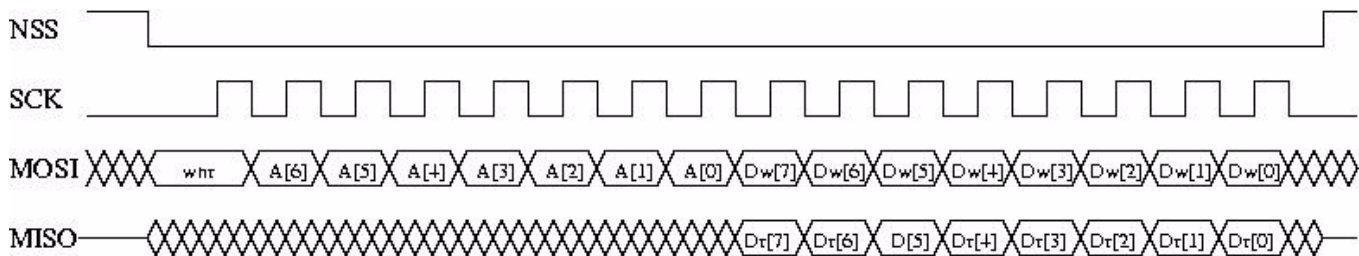 NSS
SCK
MOSI whr A[6] A[5] A[4] A[3] A[2] A[1] A[0] Dw[7] Dw[6] Dw[5] Dw[4] Dw[3] Dw[2] Dw[1] Dw[0]
MISO Dr[7] Dr[6] D[5] Dr[4] Dr[3] Dr[2] Dr[1] Dr[0]